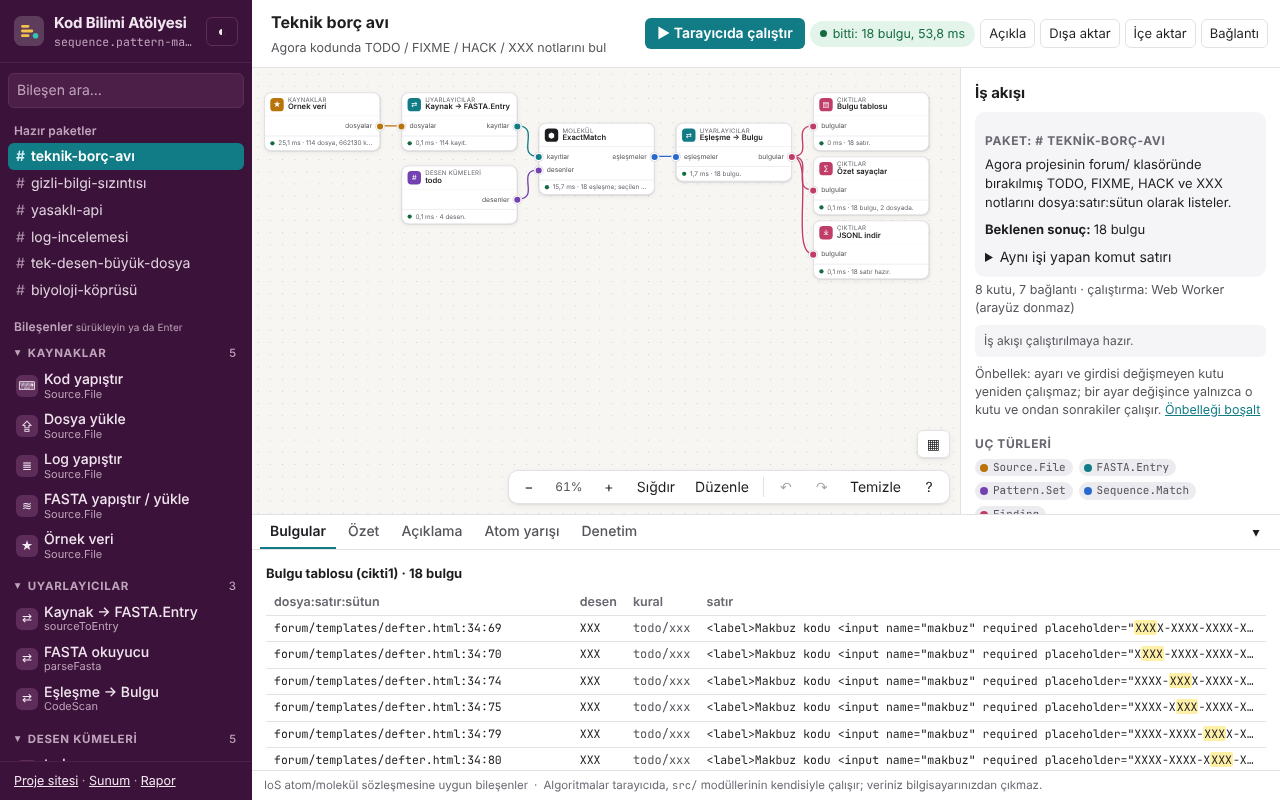 Kod Bilimi Atölyesi
sequence.pattern-ma…
Bileşen ara…
Hazır paketler
# teknik-borç-avı
# gizli-bilgi-sızıntısı
# yasaklı-api
# log-incelemesi
# tek-desen-büyük-dosya
# biyoloji-köprüsü
Bileşenler sürükleyin ya da Enter
▼ KAYNAKLAR 5
Kod yapıştır
Source.File
Dosya yükle
Source.File
Log yapıştır
Source.File
FASTA yapıştır / yükle
Source.File
Örnek veri
Source.File
▼ UYARLAYICILAR 3
Kaynak → FASTA.Entry
sourceToEntry
FASTA okuyucu
parseFasta
Eşleşme → Bulgu
CodeScan
▼ DESEN KÜMELERİ 5
Proje sitesi · Sunum · Rapor
Teknik borç avı
Agora kodunda TODO / FIXME / HACK / XXX notlarını bul
▶ Tarayıcıda çalıştır
bitti: 18 bulgu, 53,8 ms
Açıkla
Dışa aktar
İçe aktar
Bağlantı
KAYNAKLAR
Örnek veri
dosyalar
25,1 ms · 114 dosya, 662130 k…
UYARLAYICILAR
Kaynak → FASTA.Entry
dosyalar kayıtlar
0,1 ms · 114 kayıt.
DESEN KÜMELERİ
todo
desenler
0,1 ms · 4 desen.
MOLEKÜL
ExactMatch
kayıtlar eşleşmeler
desenler
15,7 ms · 18 eşleşme; seçilen …
UYARLAYICILAR
Eşleşme → Bulgu
eşleşmeler bulgular
1,7 ms · 18 bulgu.
ÇIKTILAR
Bulgu tablosu
bulgular
0 ms · 18 satır.
ÇIKTILAR
Özet sayaçlar
bulgular
0,1 ms · 18 bulgu, 2 dosyada.
ÇIKTILAR
JSONL indir
bulgular
0,1 ms · 18 satır hazır.
− 61% + Sığdır Düzenle ↶ ↷ Temizle ?
İş akışı
PAKET: # TEKNİK-BORÇ-AVI
Agora projesinin forum/ klasöründe
bırakılmış TODO, FIXME, HACK ve XXX
notlarını dosya:satır:sütun olarak listeler.
Beklenen sonuç: 18 bulgu
▶ Aynı işi yapan komut satırı
8 kutu, 7 bağlantı · çalıştırma: Web Worker
(arayüz donmaz)
İş akışı çalıştırılmaya hazır.
Önbellek: ayarı ve girdisi değişmeyen kutu
yeniden çalışmaz; bir ayar değişince yalnızca o
kutu ve ondan sonrakiler çalışır. Önbelleği boşalt
UÇ TÜRLERİ
Source.File FASTA.Entry
Pattern.Set Sequence.Match
Finding
Bulgular Özet Açıklama Atom yarışı Denetim ▼
Bulgu tablosu (cikti1) · 18 bulgu
dosya:satır:sütun desen kural satır
forum/templates/defter.html:34:69 XXX todo/xxx <label>Makbuz kodu <input name="makbuz" required placeholder="XXXX-XXXX-XXXX-X…
forum/templates/defter.html:34:70 XXX todo/xxx <label>Makbuz kodu <input name="makbuz" required placeholder="XXXX-XXXX-XXXX-X…
forum/templates/defter.html:34:74 XXX todo/xxx <label>Makbuz kodu <input name="makbuz" required placeholder="XXXX-XXXX-XXXX-X…
forum/templates/defter.html:34:75 XXX todo/xxx <label>Makbuz kodu <input name="makbuz" required placeholder="XXXX-XXXX-XXXX-X…
forum/templates/defter.html:34:79 XXX todo/xxx <label>Makbuz kodu <input name="makbuz" required placeholder="XXXX-XXXX-XXXX-X…
forum/templates/defter.html:34:80 XXX todo/xxx <label>Makbuz kodu <input name="makbuz" required placeholder="XXXX-XXXX-XXXX-X…
IoS atom/molekül sözleşmesine uygun bileşenler · Algoritmalar tarayıcıda, src/ modüllerinin kendisiyle çalışır; veriniz bilgisayarınızdan çıkmaz.